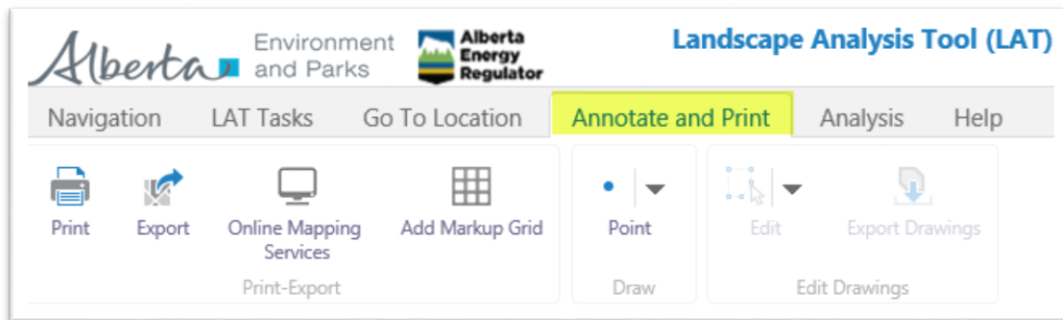 Alberta
Environment
and Parks
Alberta
Energy
Regulator
Landscape Analysis Tool (LAT)
Navigation LAT Tasks Go To Location Annotate and Print Analysis Help
Print Export Online Mapping Services Add Markup Grid Point Edit Export Drawings
Print-Export Draw Edit Drawings